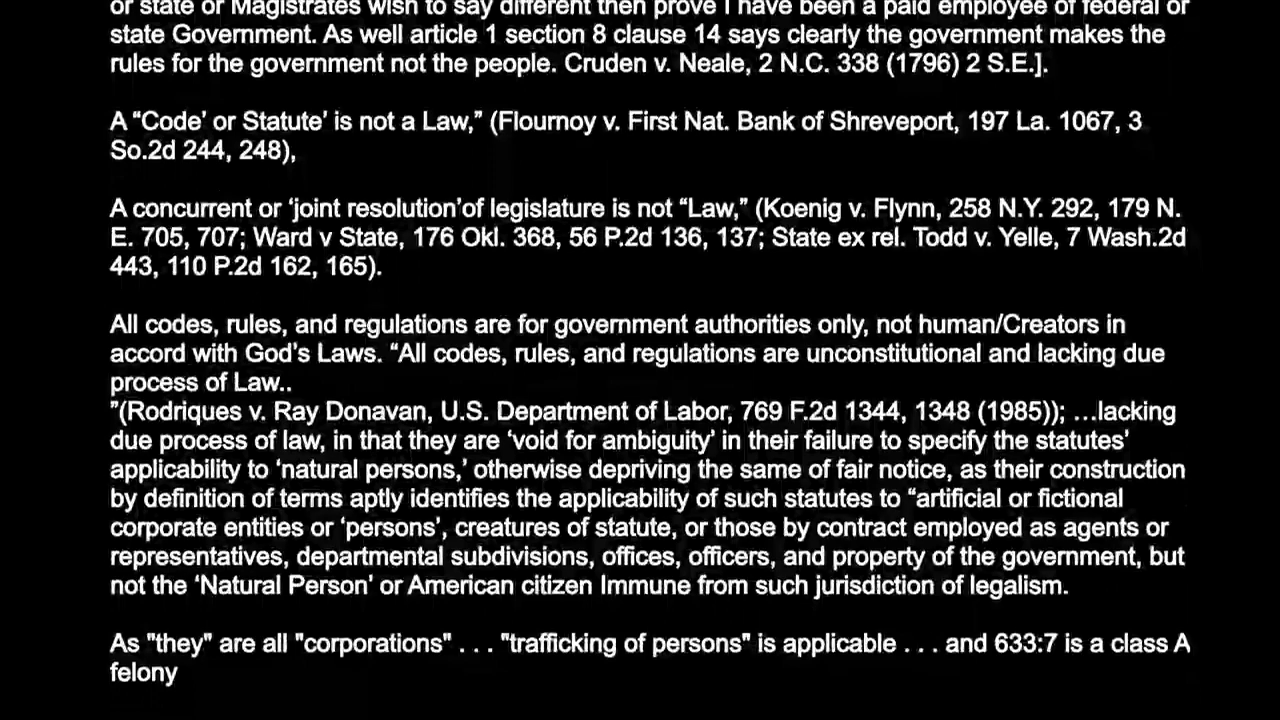 or state or Magistrates wish to say different then prove I have been a paid employee of federal or
state Government. As well article 1 section 8 clause 14 says clearly the government makes the
rules for the government not the people. Cruden v. Neale, 2 N.C. 338 (1796) 2 S.E.].
A “Code’ or Statute’ is not a Law,” (Flournoy v. First Nat. Bank of Shreveport, 197 La. 1067, 3
So.2d 244, 248),
A concurrent or ‘joint resolution’of legislature is not “Law,” (Koenig v. Flynn, 258 N.Y. 292, 179 N.
E. 705, 707; Ward v State, 176 Okl. 368, 56 P.2d 136, 137; State ex rel. Todd v. Yelle, 7 Wash.2d
443, 110 P.2d 162, 165).
All codes, rules, and regulations are for government authorities only, not human/Creators in
accord with God’s Laws. “All codes, rules, and regulations are unconstitutional and lacking due
process of Law..
”(Rodriques v. Ray Donavan, U.S. Department of Labor, 769 F.2d 1344, 1348 (1985)); …lacking
due process of law, in that they are ‘void for ambiguity’ in their failure to specify the statutes’
applicability to ‘natural persons,’ otherwise depriving the same of fair notice, as their construction
by definition of terms aptly identifies the applicability of such statutes to “artificial or fictional
corporate entities or ‘persons’, creatures of statute, or those by contract employed as agents or
representatives, departmental subdivisions, offices, officers, and property of the government, but
not the ‘Natural Person’ or American citizen Immune from such jurisdiction of legalism.
As "they" are all "corporations" . . . "trafficking of persons" is applicable . . . and 633:7 is a class A
felony